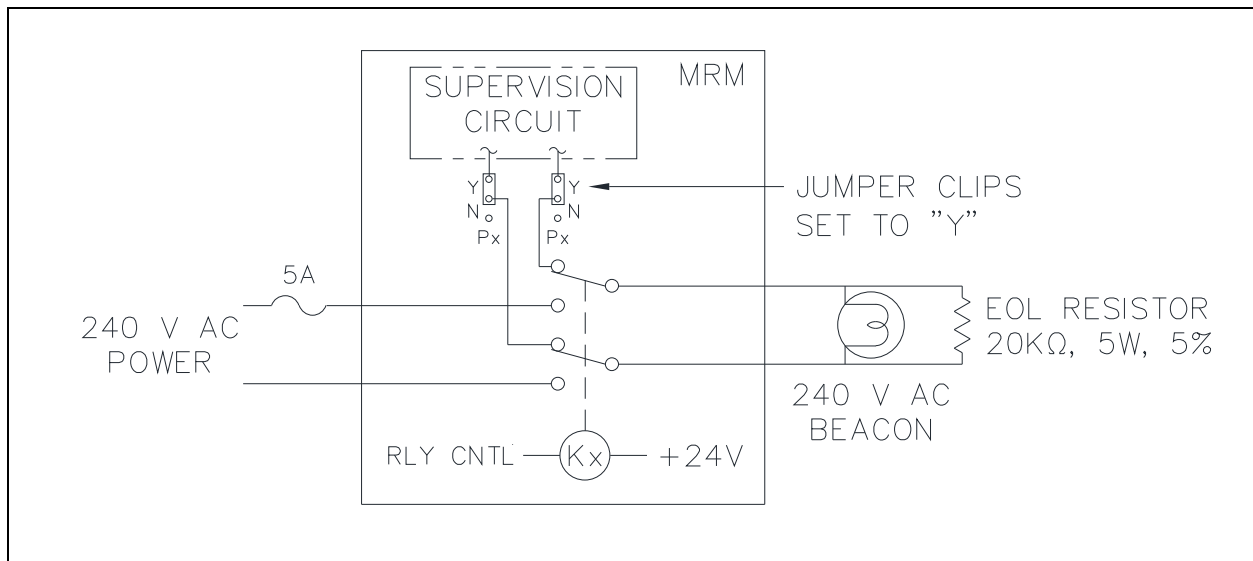 MRM
SUPERVISION
CIRCUIT
Y
N
Px
Y
N
Px
JUMPER CLIPS
SET TO "Y"
5A
240 V AC
POWER
EOL RESISTOR
20KΩ, 5W, 5%
240 V AC
BEACON
RLY CNTL
Kx
+24V